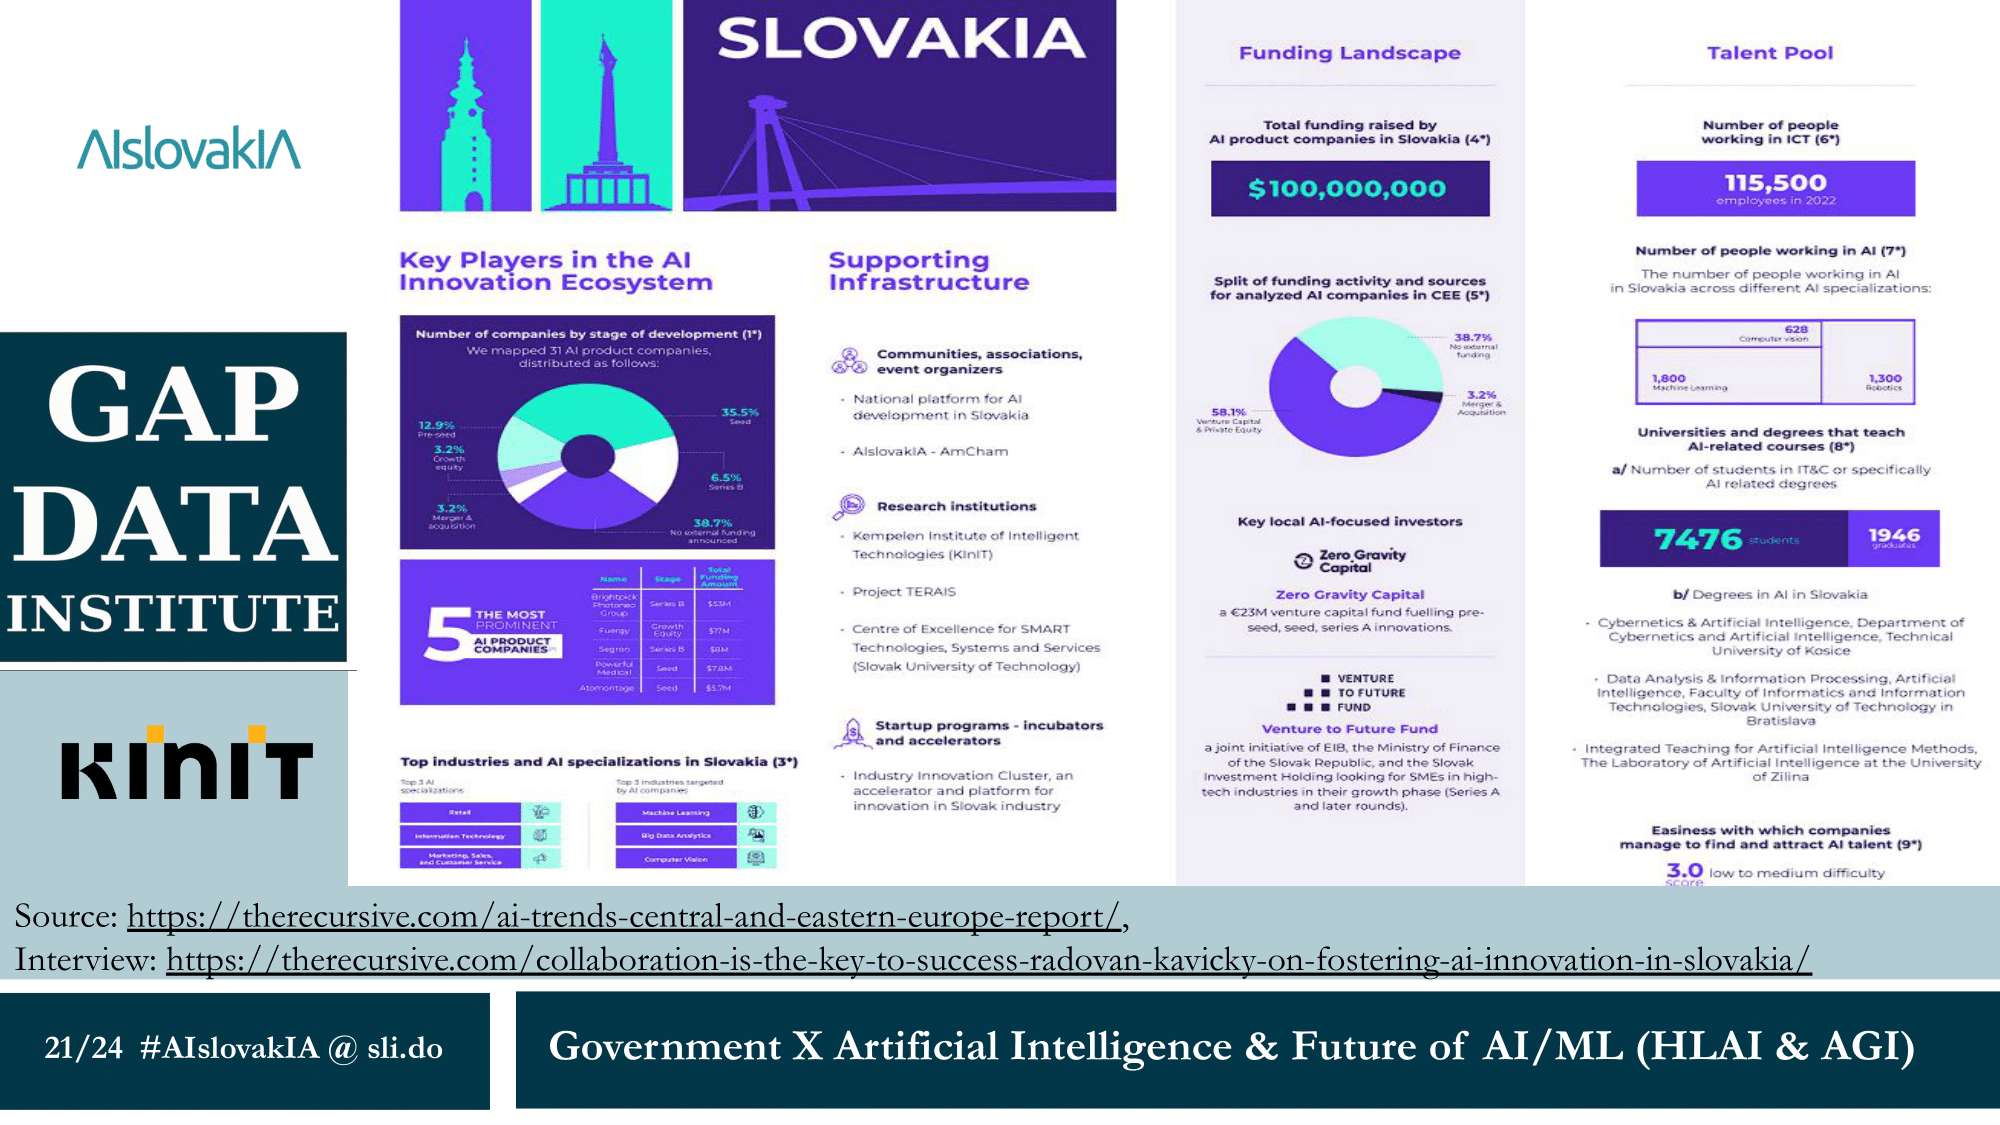 AIslovakIA
GAP
DATA
INSTITUTE
KInIT
SLOVAKIA
Key Players in the AI
Innovation Ecosystem
Number of companies by stage of development (1*)
We mapped 31 AI product companies,
distributed as follows:
35.5%
Seed
12.9%
Pre-seed
3.2%
Growth
equity
6.5%
Series B
3.2%
Merger &
acquisition
38.7%
No external funding
announced
5 THE MOST
PROMINENT
AI PRODUCT
COMPANIES
Name Stage Total
Funding
Amount
Brightpick
Photoneo
Group Series B $53M
Fuergy Growth
Equity $17M
Segron Series B $8M
Powerful
Medical Seed $7.8M
Atomontage Seed $5.7M
Top industries and AI specializations in Slovakia (3*)
Top 3 AI
specializations
Retail
Information Technology
Marketing, Sales,
and Customer Service
Top 3 industries targeted
by AI companies
Machine Learning
Big Data Analytics
Computer Vision
Supporting
Infrastructure
Communities, associations,
event organizers
· National platform for AI
development in Slovakia
· AIslovakIA - AmCham
Research institutions
· Kempelen Institute of Intelligent
Technologies (KInIT)
· Project TERAIS
· Centre of Excellence for SMART
Technologies, Systems and Services
(Slovak University of Technology)
Startup programs - incubators
and accelerators
· Industry Innovation Cluster, an
accelerator and platform for
innovation in Slovak industry
Funding Landscape
Total funding raised by
AI product companies in Slovakia (4*)
$100,000,000
Split of funding activity and sources
for analyzed AI companies in CEE (5*)
38.7%
No external
funding
3.2%
Merger &
Acquisition
58.1%
Venture Capital
& Private Equity
Key local AI-focused investors
Zero Gravity
Capital
Zero Gravity Capital
a €23M venture capital fund fuelling pre-
seed, seed, series A innovations.
VENTURE
TO FUTURE
FUND
Venture to Future Fund
a joint initiative of EIB, the Ministry of Finance
of the Slovak Republic, and the Slovak
Investment Holding looking for SMEs in high-
tech industries in their growth phase (Series A
and later rounds).
Talent Pool
Number of people
working in ICT (6*)
115,500
employees in 2022
Number of people working in AI (7*)
The number of people working in AI
in Slovakia across different AI specializations:
628
Computer vision
1,800
Machine Learning
1,300
Robotics
Universities and degrees that teach
AI-related courses (8*)
a/ Number of students in IT&C or specifically
AI related degrees
7476 students
1946
graduates
b/ Degrees in AI in Slovakia
· Cybernetics & Artificial Intelligence, Department of
Cybernetics and Artificial Intelligence, Technical
University of Kosice
· Data Analysis & Information Processing, Artificial
Intelligence, Faculty of Informatics and Information
Technologies, Slovak University of Technology in
Bratislava
· Integrated Teaching for Artificial Intelligence Methods,
The Laboratory of Artificial Intelligence at the University
of Zilina
Easiness with which companies
manage to find and attract AI talent (9*)
3.0 low to medium difficulty
score
Source: https://therecursive.com/ai-trends-central-and-eastern-europe-report/,
Interview: https://therecursive.com/collaboration-is-the-key-to-success-radovan-kavicky-on-fostering-ai-innovation-in-slovakia/
21/24 #AIslovakIA @ sli.do
Government X Artificial Intelligence & Future of AI/ML (HLAI & AGI)